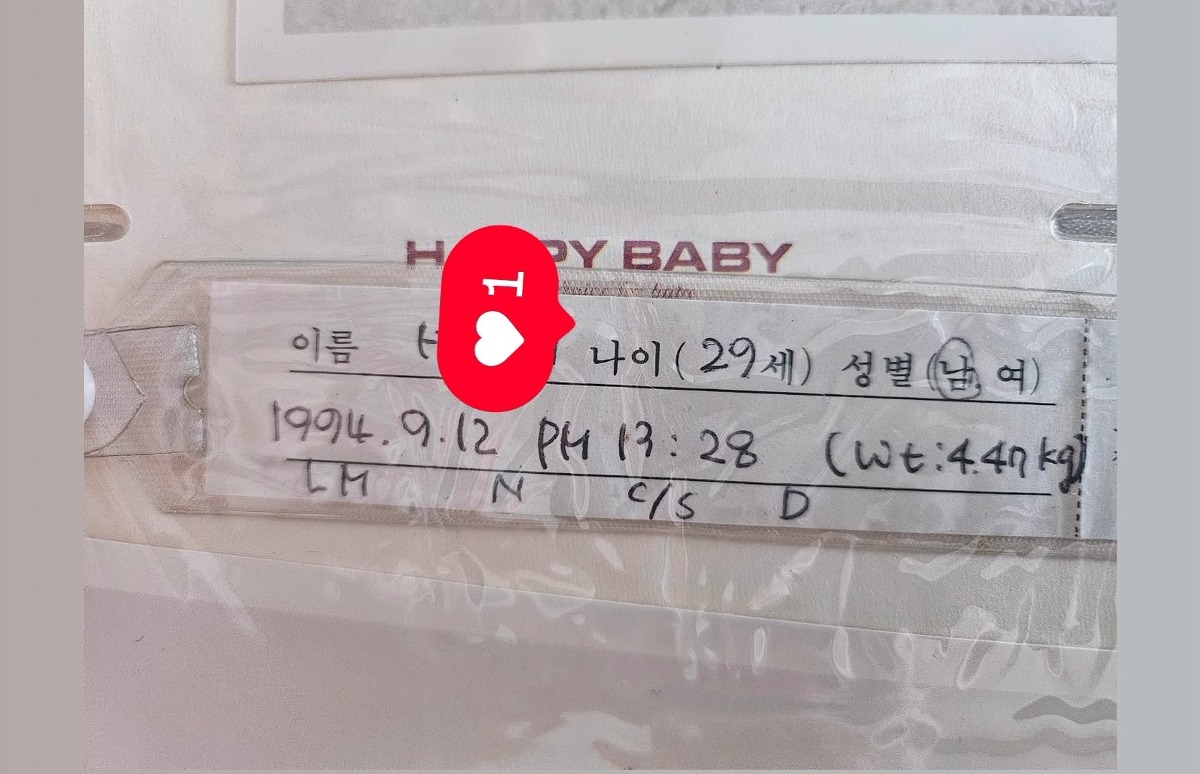 BABY
1
이름 나이 (29세) 성별 (남, 여)
1994.9.12 PM 13:28 (Wt:4.47kg)
LM N C/S D